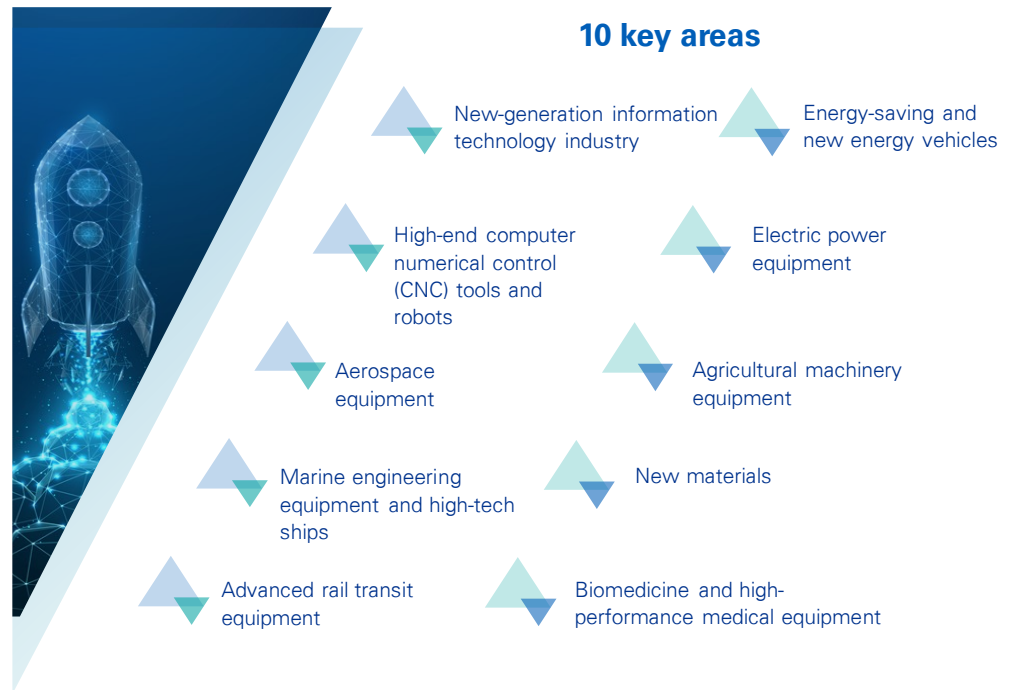 10 key areas
New-generation information
technology industry
High-end computer
numerical control
(CNC) tools and
robots
Aerospace
equipment
Marine engineering
equipment and high-tech
ships
Advanced rail transit
equipment
Energy-saving and
new energy vehicles
Electric power
equipment
Agricultural machinery
equipment
New materials
Biomedicine and high-
performance medical equipment